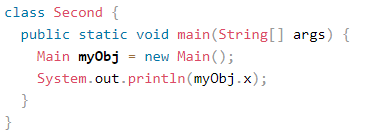 class Second {
  public static void main(String[] args) {
    Main myObj = new Main();
    System.out.println(myObj.x);
  }
}